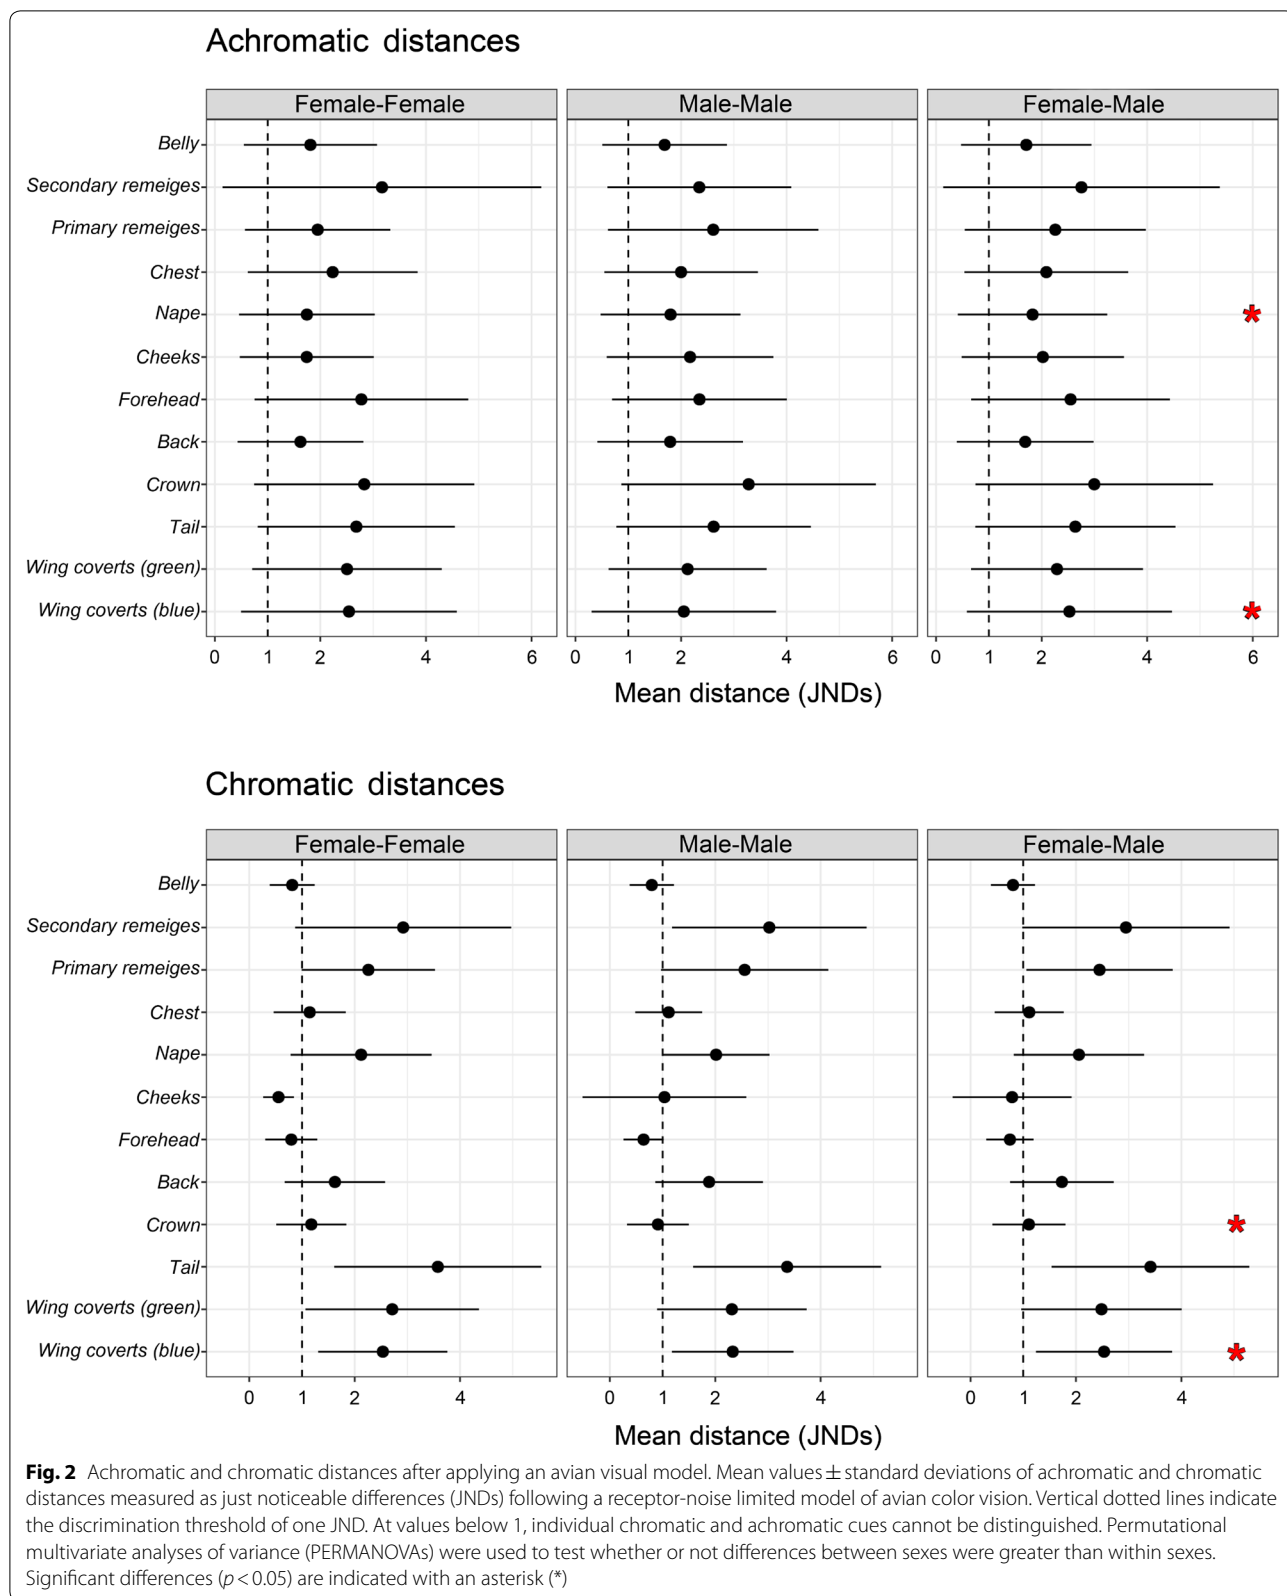 Achromatic distances
Female-Female Male-Male Female-Male
Belly
Secondary remeiges
Primary remeiges
Chest
Nape *
Cheeks
Forehead
Back
Crown
Tail
Wing coverts (green)
Wing coverts (blue) *
0 1 2 4 6 0 1 2 4 6 0 1 2 4 6
Mean distance (JNDs)
Chromatic distances
Female-Female Male-Male Female-Male
Belly
Secondary remeiges
Primary remeiges
Chest
Nape
Cheeks
Forehead
Back
Crown *
Tail
Wing coverts (green)
Wing coverts (blue) *
0 1 2 4 0 1 2 4 0 1 2 4
Mean distance (JNDs)
Fig. 2 Achromatic and chromatic distances after applying an avian visual model. Mean values ± standard deviations of achromatic and chromatic
distances measured as just noticeable differences (JNDs) following a receptor-noise limited model of avian color vision. Vertical dotted lines indicate
the discrimination threshold of one JND. At values below 1, individual chromatic and achromatic cues cannot be distinguished. Permutational
multivariate analyses of variance (PERMANOVAs) were used to test whether or not differences between sexes were greater than within sexes.
Significant differences (p < 0.05) are indicated with an asterisk (*)